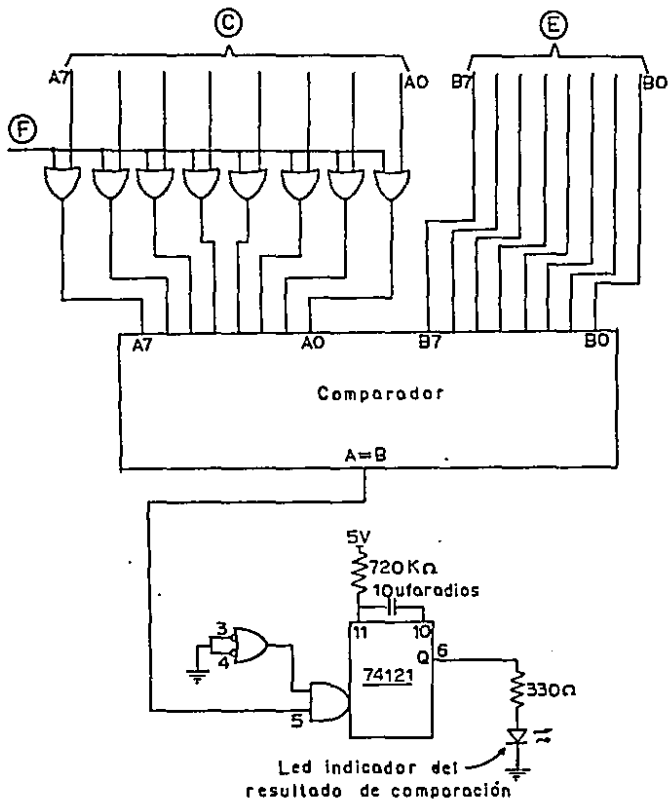 C
E
A7
A0
B7
B0
F
A7
A0
B7
B0
Comparador
A=B
5V
720KΩ
10ufaradios
11
10
3
4
Q
6
74121
5
330Ω
Led indicador del
resultado de comparación